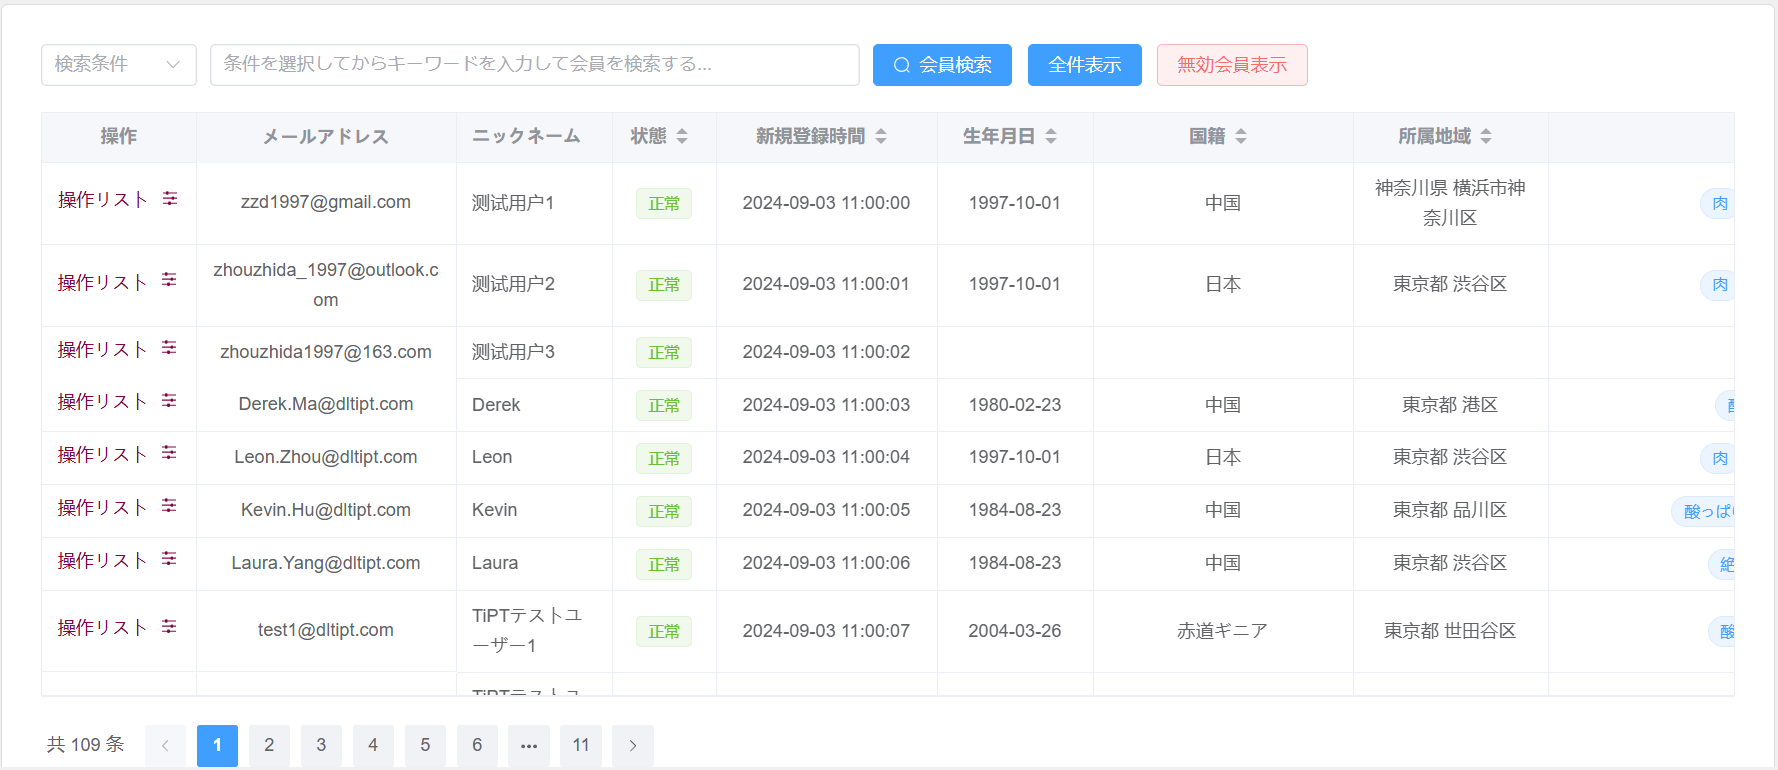 検索条件 条件を選択してからキーワードを入力して会員を検索する... 会員検索 全件表示 無効会員表示
操作 メールアドレス ニックネーム 状態 新規登録時間 生年月日 国籍 所属地域
操作リスト zzd1997@gmail.com 测试用户1 正常 2024-09-03 11:00:00 1997-10-01 中国 神奈川県 横浜市神
奈川区 肉
操作リスト zhouzhida_1997@outlook.c
om 测试用户2 正常 2024-09-03 11:00:01 1997-10-01 日本 東京都 渋谷区 肉
操作リスト zhouzhida1997@163.com 测试用户3 正常 2024-09-03 11:00:02
操作リスト Derek.Ma@dltipt.com Derek 正常 2024-09-03 11:00:03 1980-02-23 中国 東京都 港区
操作リスト Leon.Zhou@dltipt.com Leon 正常 2024-09-03 11:00:04 1997-10-01 日本 東京都 渋谷区 肉
操作リスト Kevin.Hu@dltipt.com Kevin 正常 2024-09-03 11:00:05 1984-08-23 中国 東京都 品川区 酸っぱ
操作リスト Laura.Yang@dltipt.com Laura 正常 2024-09-03 11:00:06 1984-08-23 中国 東京都 渋谷区 絶
操作リスト test1@dltipt.com TiPTテストユ
ーザー1 正常 2024-09-03 11:00:07 2004-03-26 赤道ギニア 東京都 世田谷区 酸
TiPTテストユ
共 109 条 1 2 3 4 5 6 ••• 11